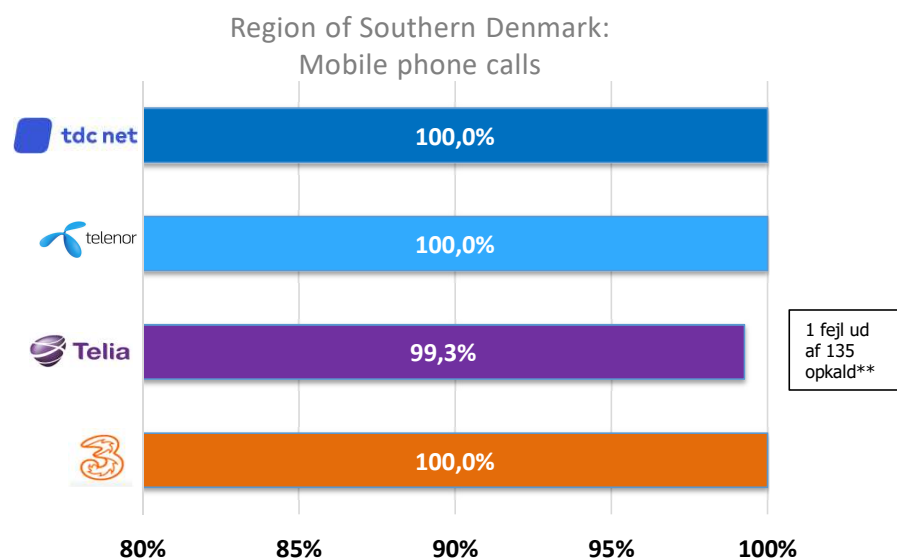 Region of Southern Denmark:
Mobile phone calls
tdc net
100,0%
telenor
100,0%
Telia
99,3%
1 fejl ud
af 135
opkald**
3
100,0%
80%
85%
90%
95%
100%